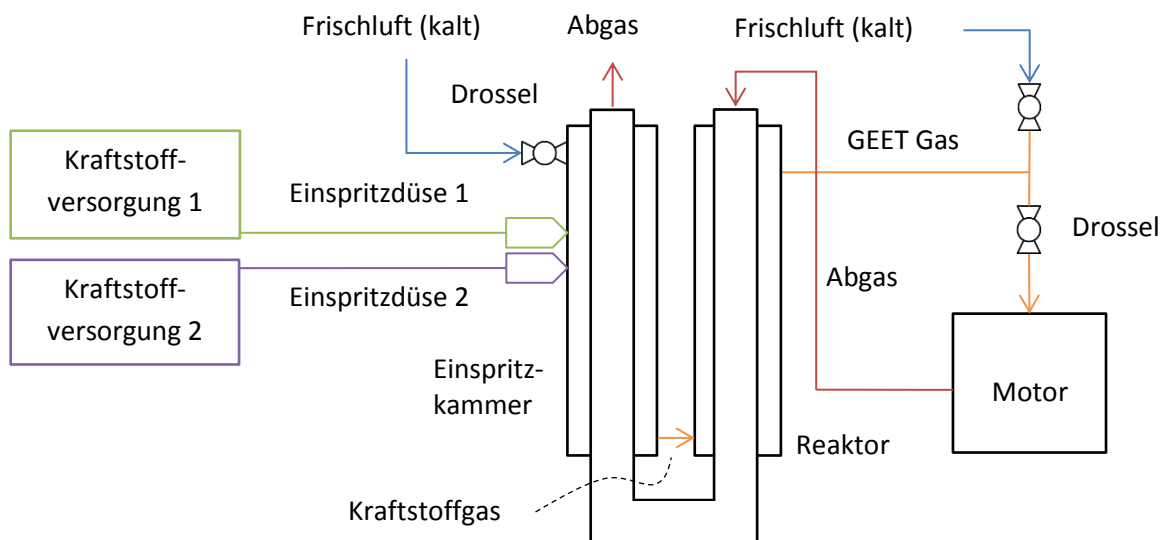 Frischluft (kalt)
Abgas
Frischluft (kalt)
Drossel
Kraftstoff-
versorgung 1
Einspritzdüse 1
GEET Gas
Kraftstoff-
versorgung 2
Einspritzdüse 2
Drossel
Abgas
Einspritz-
kammer
Motor
Reaktor
Kraftstoffgas